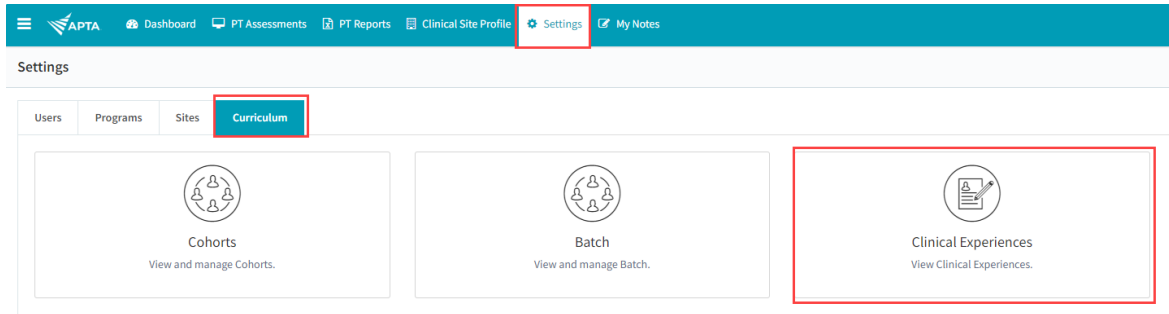 APTA Dashboard PT Assessments PT Reports Clinical Site Profile Settings My Notes
Settings
Users Programs Sites Curriculum
Cohorts Batch Clinical Experiences
View and manage Cohorts. View and manage Batch. View Clinical Experiences.